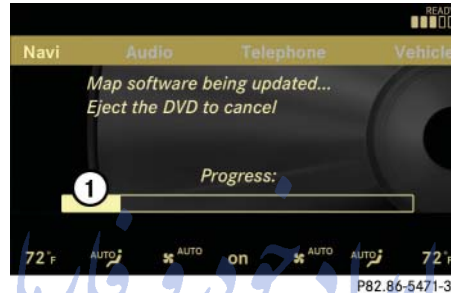 READY
Navi Audio Telephone Vehicle
Map software being updated...
Eject the DVD to cancel
Progress:
1
72°F AUTO AUTO on AUTO AUTO 72°F
P82.86-5471-3